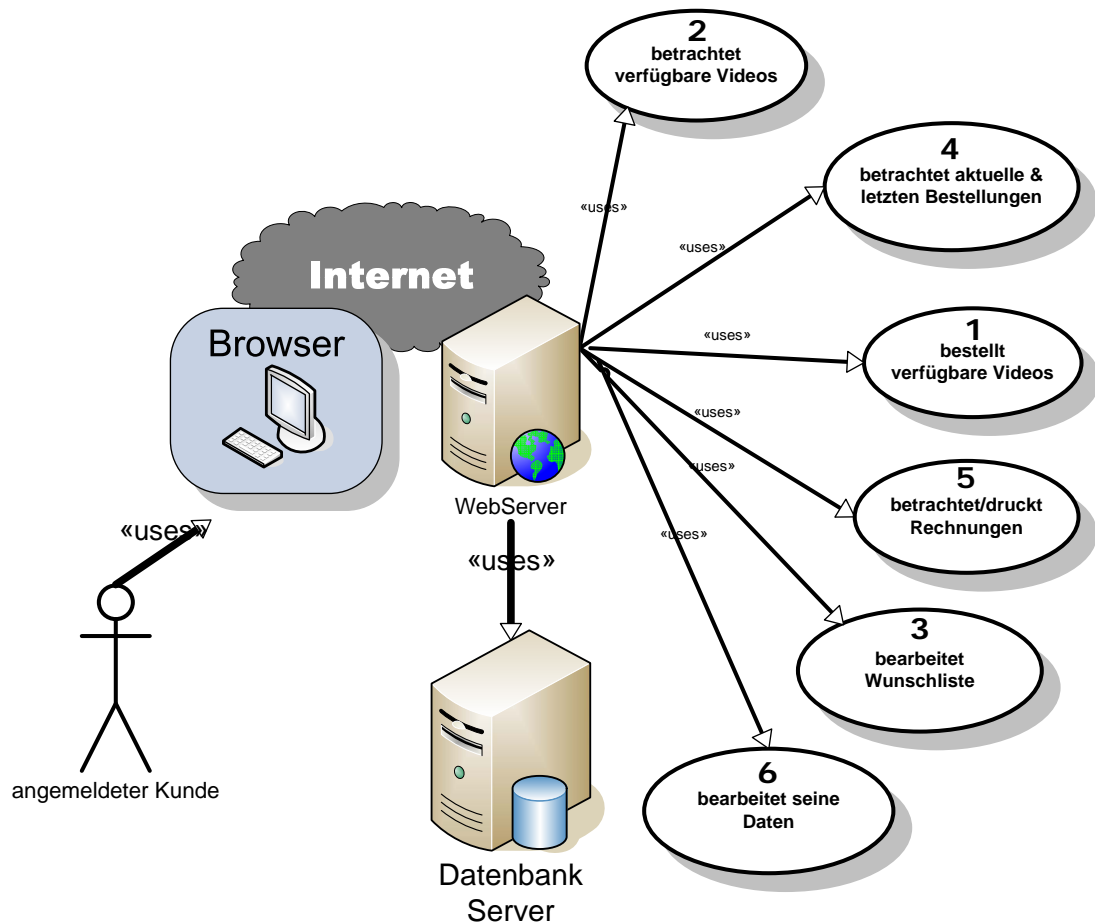 2
betrachtet
verfügbare Videos
4
betrachtet aktuelle &
letzten Bestellungen
«uses»
«uses»
Internet
Browser
«uses»
1
bestellt
verfügbare Videos
«uses»
«uses»
5
betrachtet/druckt
Rechnungen
WebServer
«uses»
«uses»
«uses»
3
bearbeitet
Wunschliste
6
bearbeitet seine
Daten
angemeldeter Kunde
Datenbank
Server